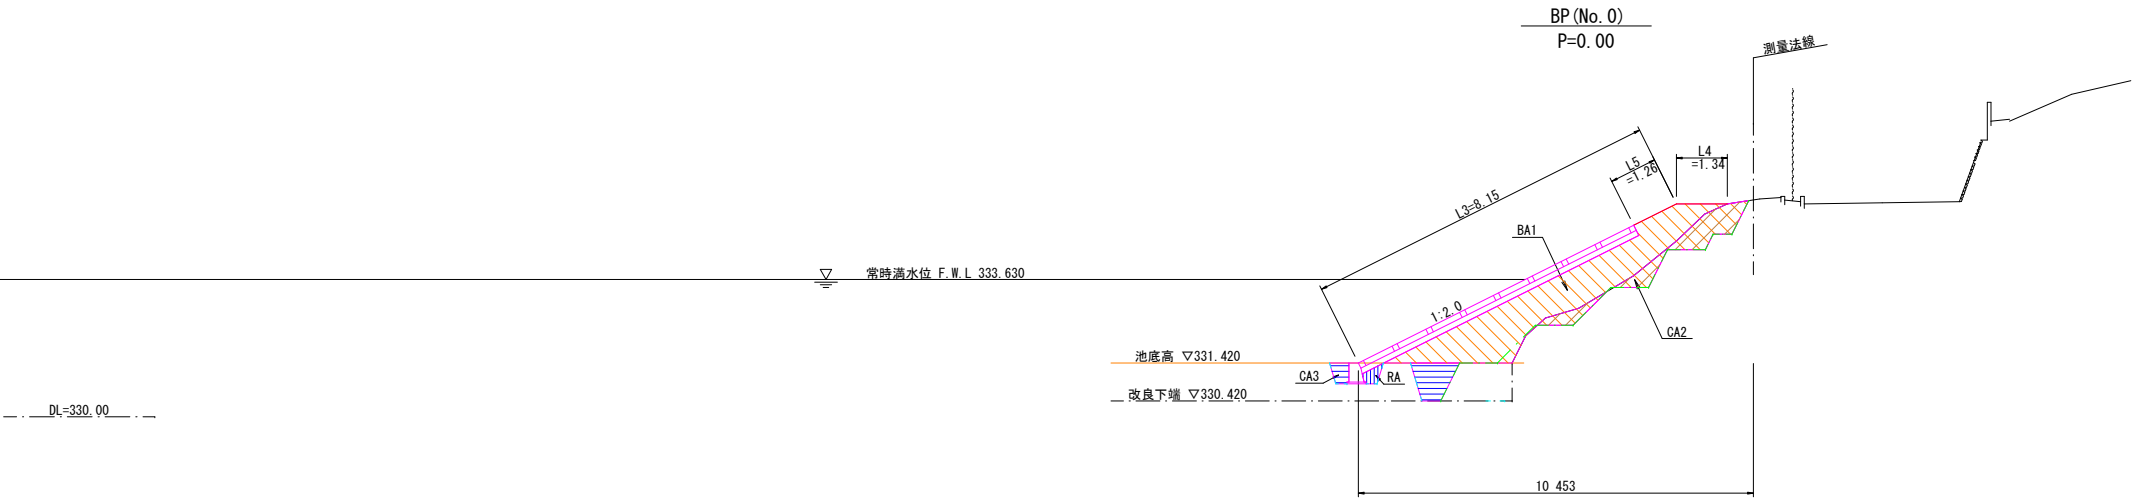 BP(No.0)
P=0.00
測量法線
L4
=1.34
L5
=1.26
L3=8.15
BA1
常時満水位 F.W.L 333.630
1:2.0
CA2
池底高 ▽331.420
CA3
RA
改良下端 ▽330.420
DL=330.00
10 453